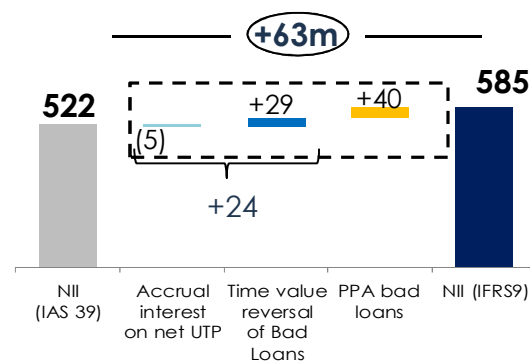 +63m
522
(5)
+29
+40
585
+24
NII
(IAS 39)
Accrual
interest
on net UTP
Time value
reversal
of Bad
Loans
PPA bad
loans
NII (IFRS9)